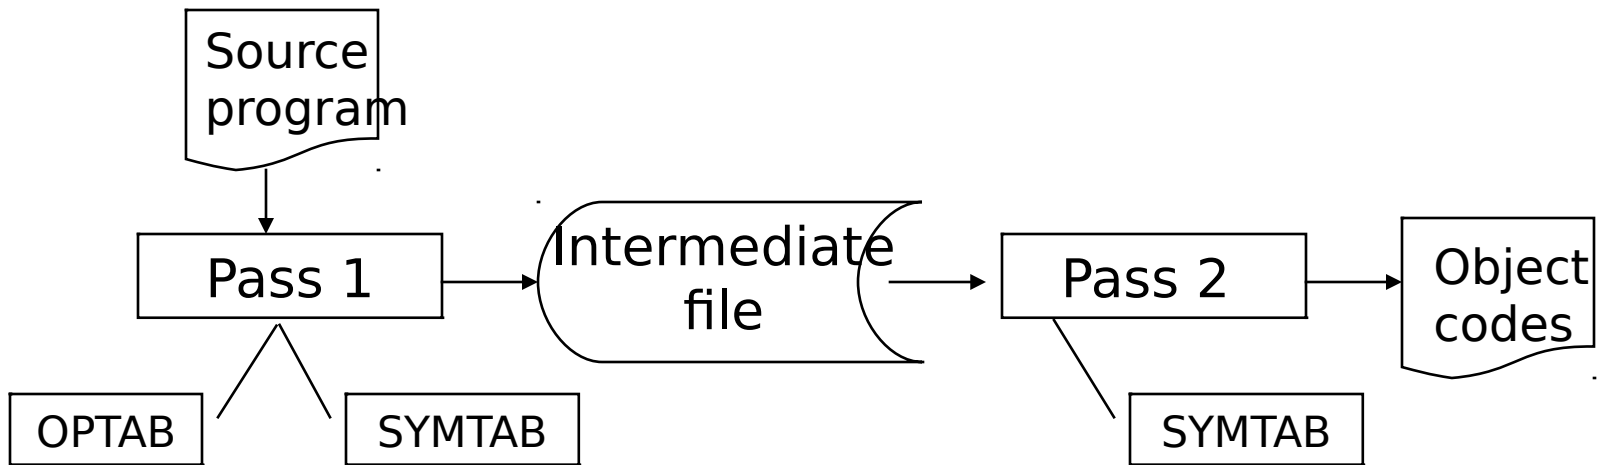 Source
program
Pass 1
Intermediate
file
Pass 2
Object
codes
OPTAB
SYMTAB
SYMTAB